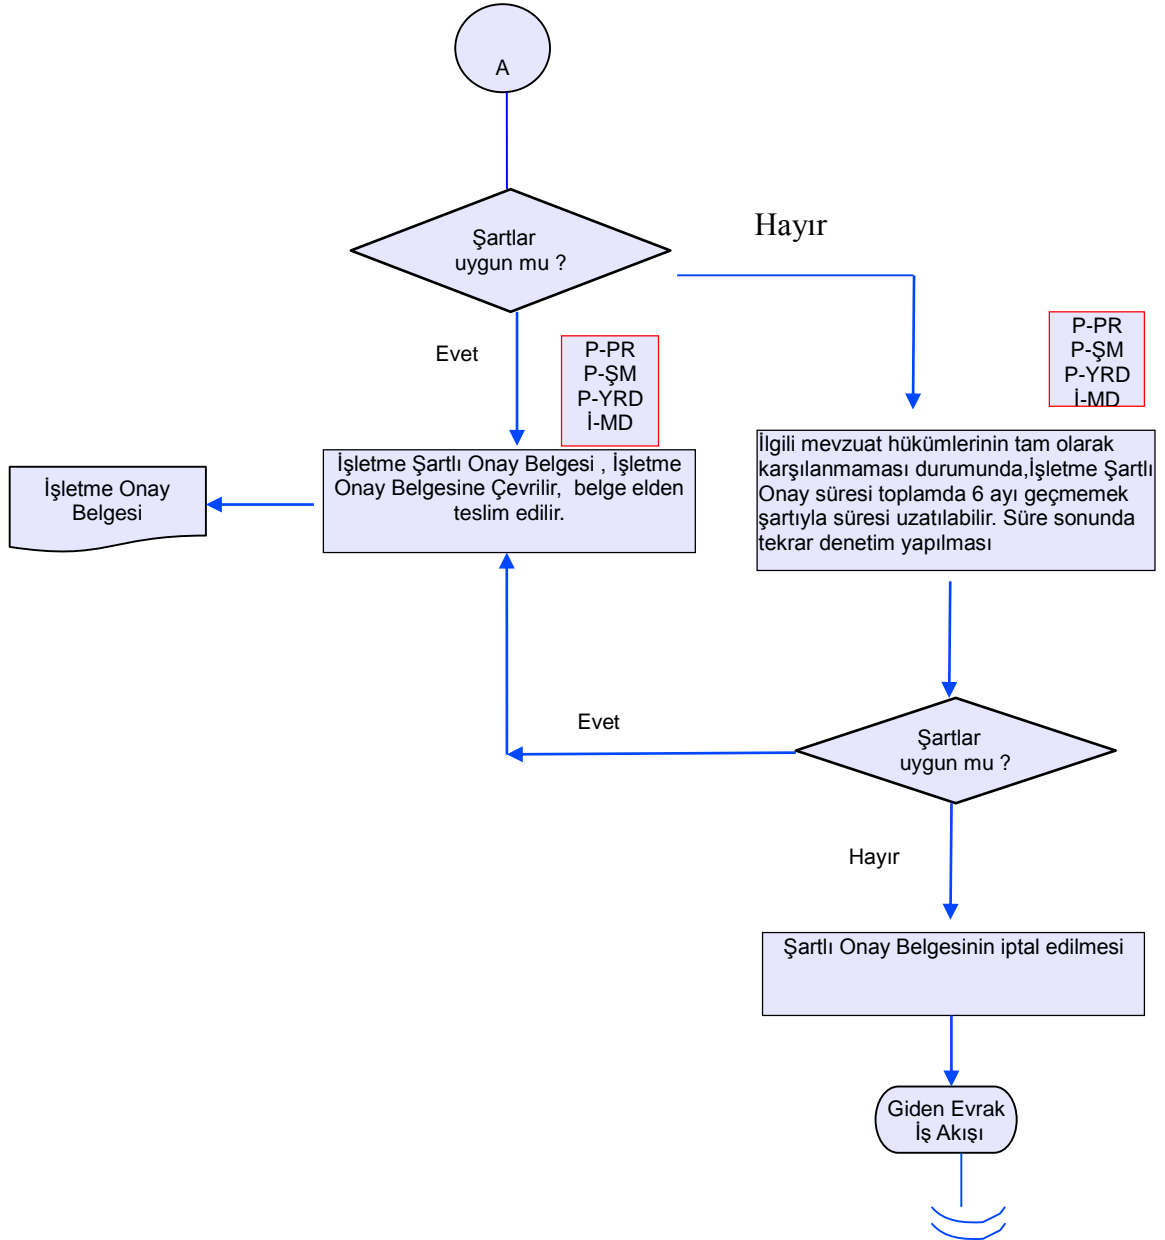 A
Şartlar
uygun mu ?
Hayır
Evet
P-PR
P-ŞM
P-YRD
İ-MD
P-PR
P-ŞM
P-YRD
İ-MD
İşletme Onay
Belgesi
İşletme Şartlı Onay Belgesi , İşletme
Onay Belgesine Çevrilir, belge elden
teslim edilir.
İlgili mevzuat hükümlerinin tam olarak
karşılanmaması durumunda,İşletme Şartlı
Onay süresi toplamda 6 ayı geçmemek
şartıyla süresi uzatılabilir. Süre sonunda
tekrar denetim yapılması
Evet
Şartlar
uygun mu ?
Hayır
Şartlı Onay Belgesinin iptal edilmesi
Giden Evrak
İş Akışı